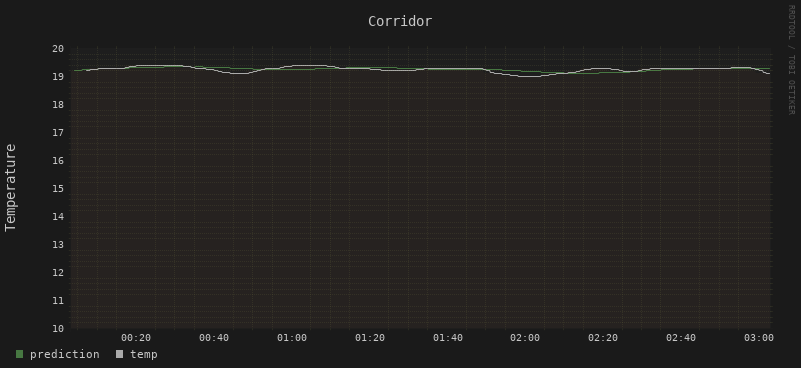 Corridor
RRDTOOL / TOBI OETIKER
Temperature
20
19
18
17
16
15
14
13
12
11
10
00:20 00:40 01:00 01:20 01:40 02:00 02:20 02:40 03:00
prediction temp